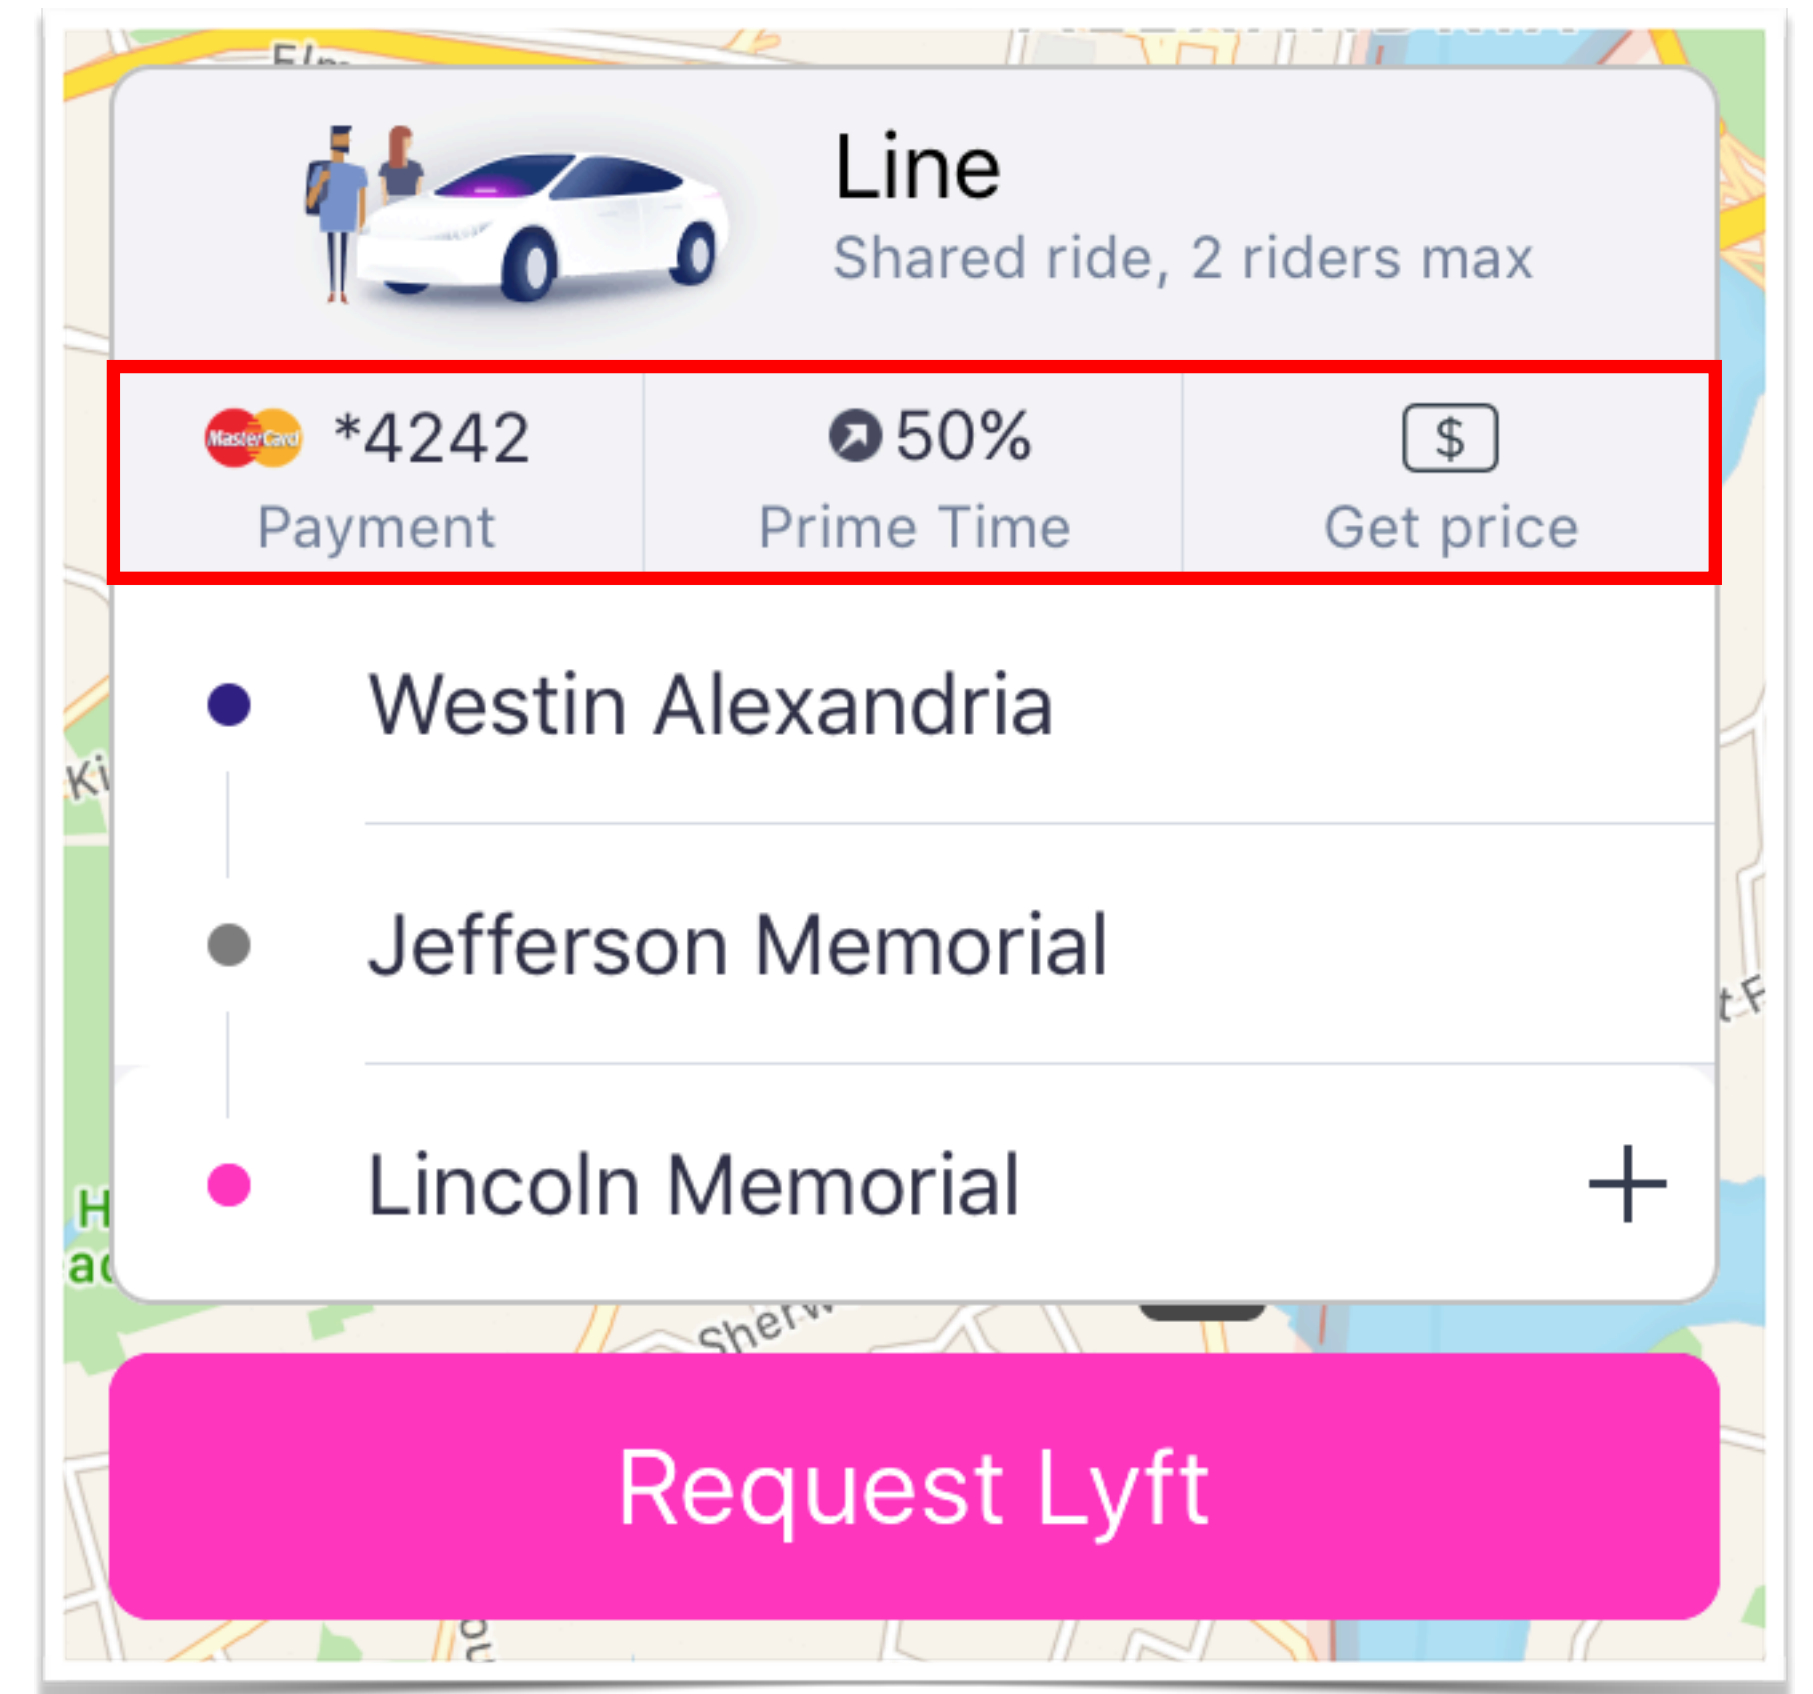 Line
Shared ride, 2 riders max
MasterCard *4242
50%
$
Payment
Prime Time
Get price
Westin Alexandria
Jefferson Memorial
Lincoln Memorial
+
Request Lyft